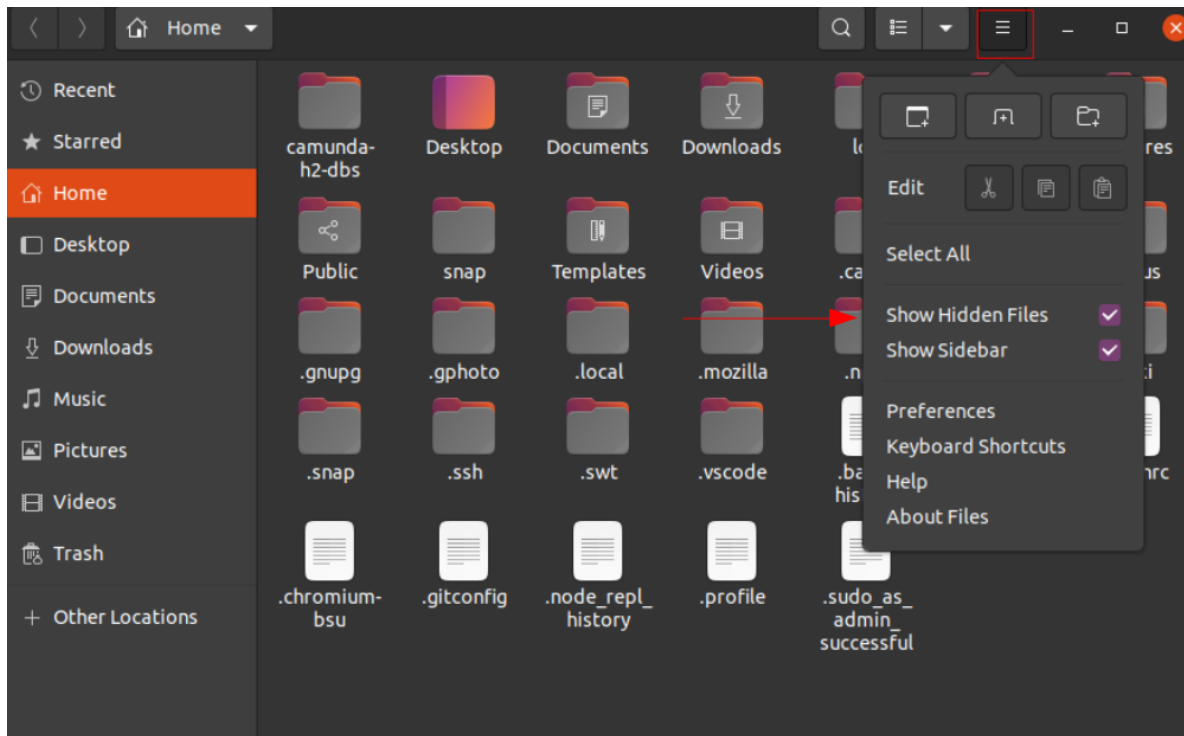 Home
Recent
Starred
Home
Desktop
Documents
Downloads
Music
Pictures
Videos
Trash
Other Locations
camunda-
h2-dbs
Desktop
Documents
Downloads
Public
snap
Templates
Videos
.gnupg
.gphoto
.local
.mozilla
.snap
.ssh
.swt
.vscode
.chromium-
bsu
.gitconfig
.node_repl_
history
.profile
.sudo_as_
admin_
successful
Edit
Select All
Show Hidden Files
Show Sidebar
Preferences
Keyboard Shortcuts
Help
About Files